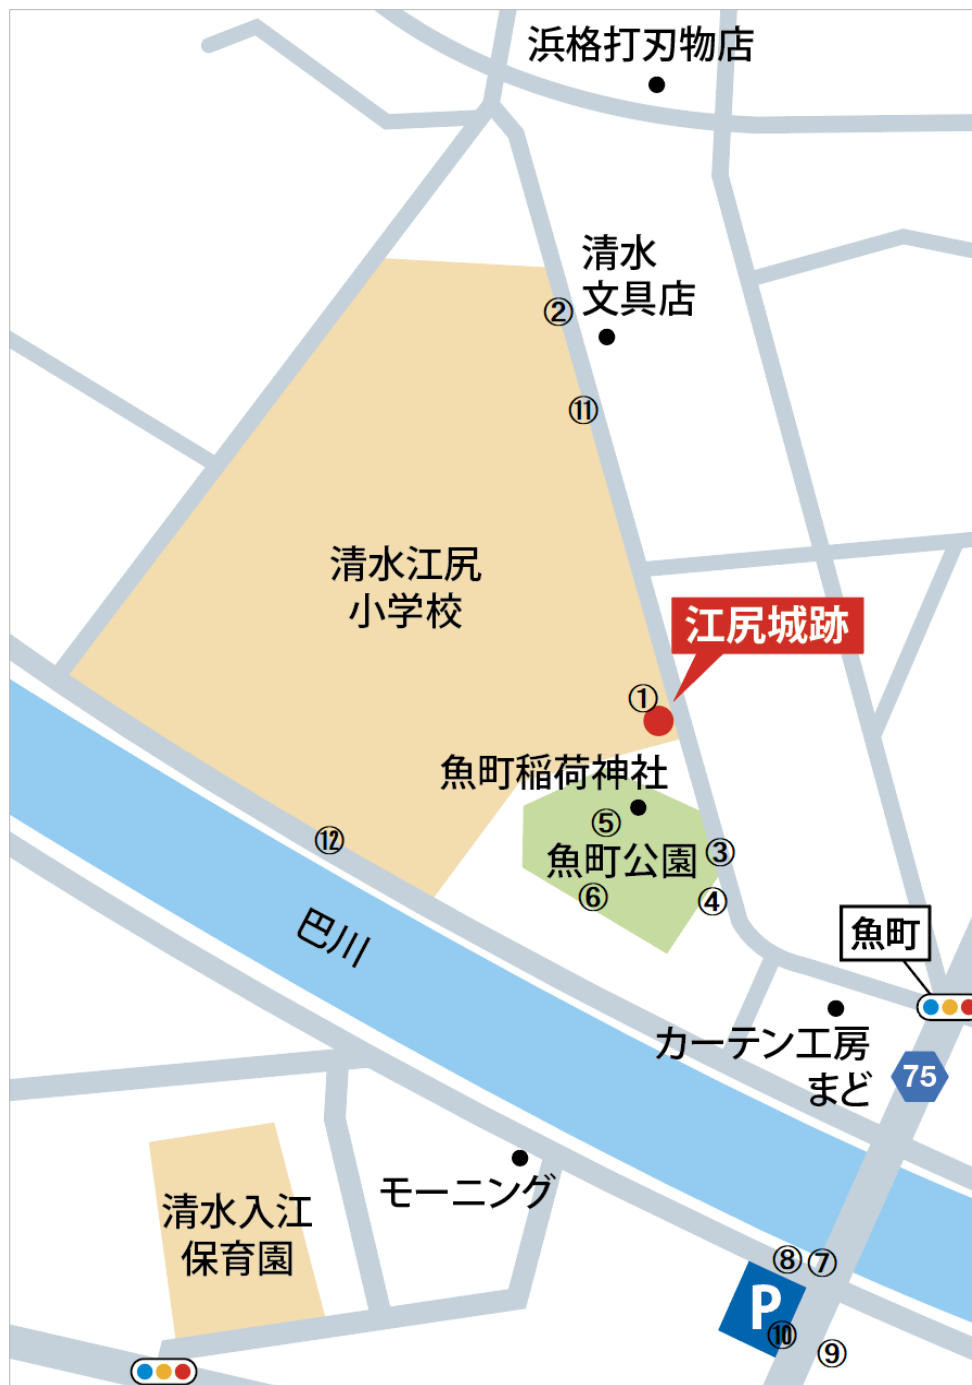 浜格打刃物店
清水
文具店
②
⑪
清水江尻
小学校
江尻城跡
①
魚町稲荷神社
⑤
魚町公園
③
⑥
④
⑫
巴川
魚町
カーテン工房
まど
75
モーニング
清水入江
保育園
⑧
⑦
P
⑩
⑨